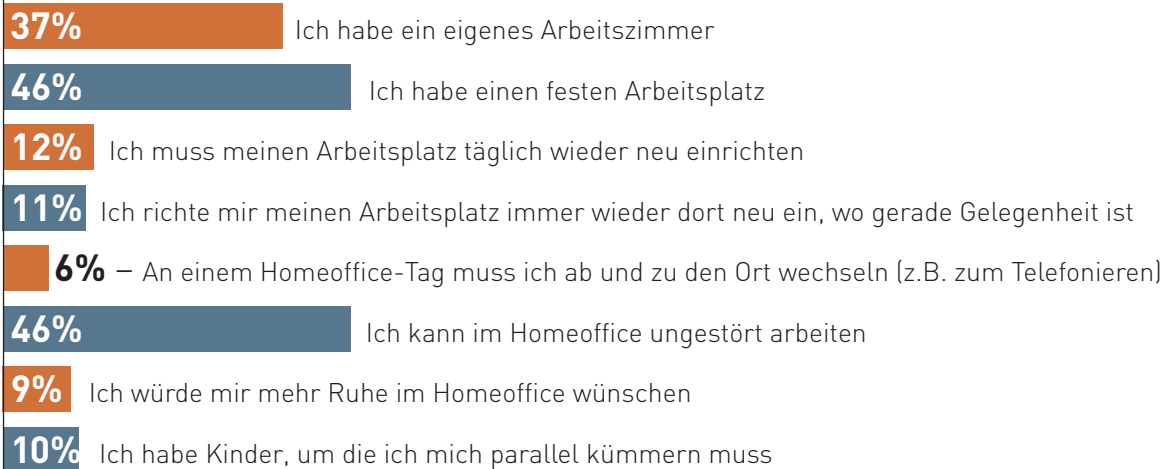 37% Ich habe ein eigenes Arbeitszimmer
46% Ich habe einen festen Arbeitsplatz
12% Ich muss meinen Arbeitsplatz täglich wieder neu einrichten
11% Ich richte mir meinen Arbeitsplatz immer wieder dort neu ein, wo gerade Gelegenheit ist
6% – An einem Homeoffice-Tag muss ich ab und zu den Ort wechseln (z.B. zum Telefonieren)
46% Ich kann im Homeoffice ungestört arbeiten
9% Ich würde mir mehr Ruhe im Homeoffice wünschen
10% Ich habe Kinder, um die ich mich parallel kümmern muss